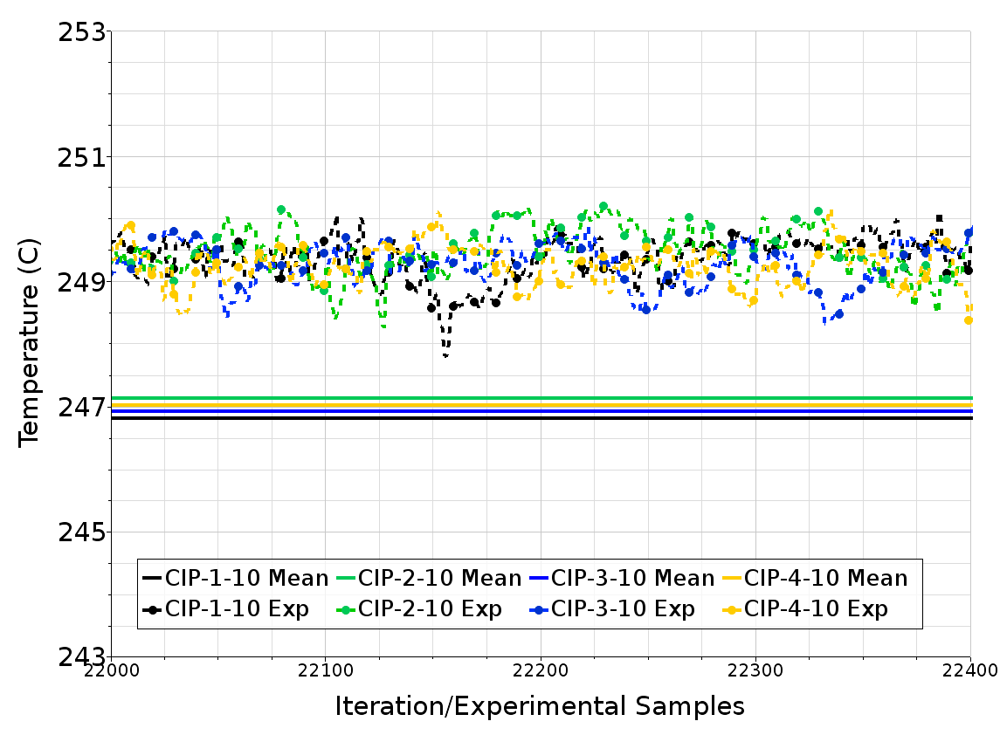 253
251
249
247
245
243
Temperature (C)
CIP-1-10 Mean CIP-2-10 Mean CIP-3-10 Mean CIP-4-10 Mean
CIP-1-10 Exp CIP-2-10 Exp CIP-3-10 Exp CIP-4-10 Exp
22000 22100 22200 22300 22400
Iteration/Experimental Samples